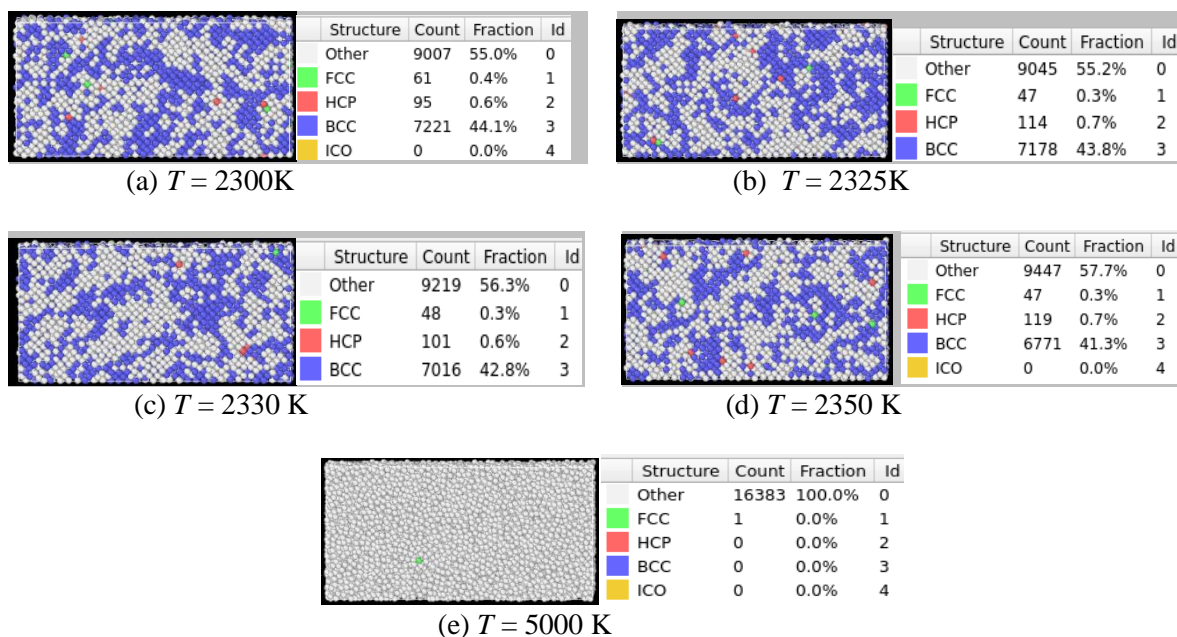 Structure Count Fraction Id
Other 9007 55.0% 0
FCC 61 0.4% 1
HCP 95 0.6% 2
BCC 7221 44.1% 3
ICO 0 0.0% 4
(a) T = 2300K
Structure Count Fraction Id
Other 9045 55.2% 0
FCC 47 0.3% 1
HCP 114 0.7% 2
BCC 7178 43.8% 3
(b) T = 2325K
Structure Count Fraction Id
Other 9219 56.3% 0
FCC 48 0.3% 1
HCP 101 0.6% 2
BCC 7016 42.8% 3
(c) T = 2330 K
Structure Count Fraction Id
Other 9447 57.7% 0
FCC 47 0.3% 1
HCP 119 0.7% 2
BCC 6771 41.3% 3
ICO 0 0.0% 4
(d) T = 2350 K
Structure Count Fraction Id
Other 16383 100.0% 0
FCC 1 0.0% 1
HCP 0 0.0% 2
BCC 0 0.0% 3
ICO 0 0.0% 4
(e) T = 5000 K